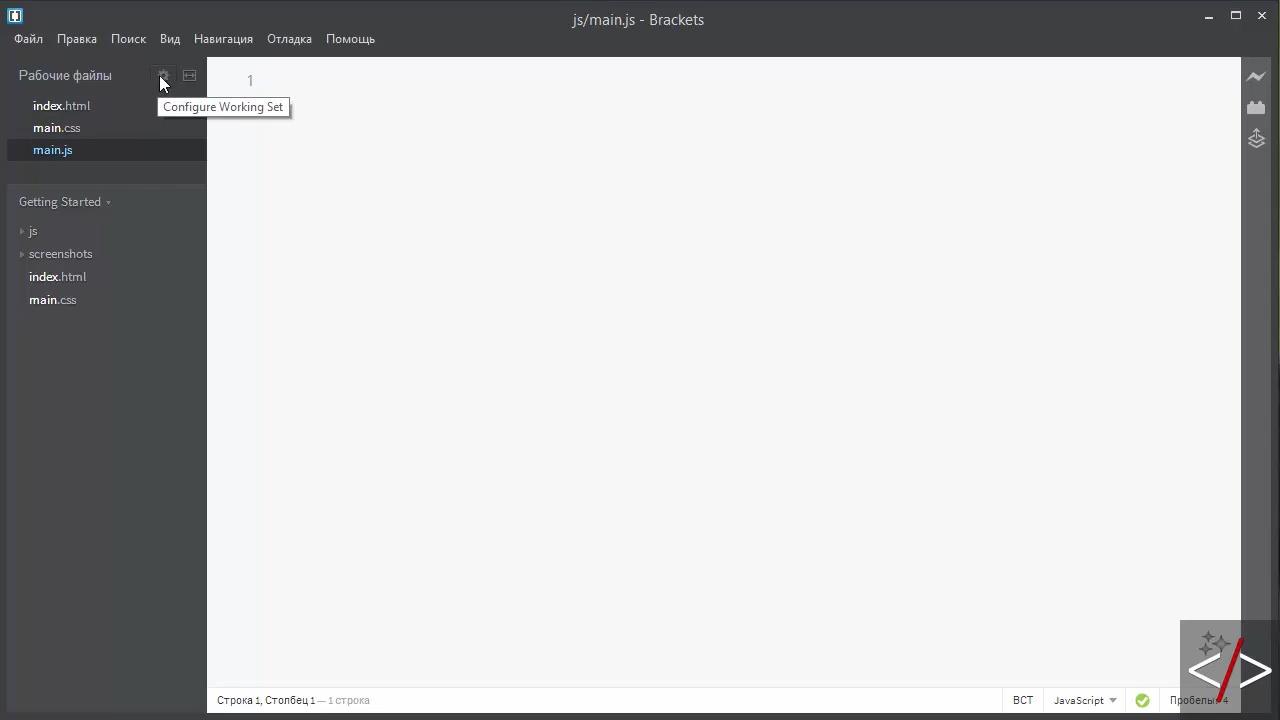 js/main.js - Brackets
Файл Правка Поиск Вид Навигация Отладка Помощь
Рабочие файлы
Configure Working Set
index.html
main.css
main.js
Getting Started
js
screenshots
index.html
main.css
1
Строка 1, Столбец 1 — 1 строка
ВСТ
JavaScript
Пробелы: 4